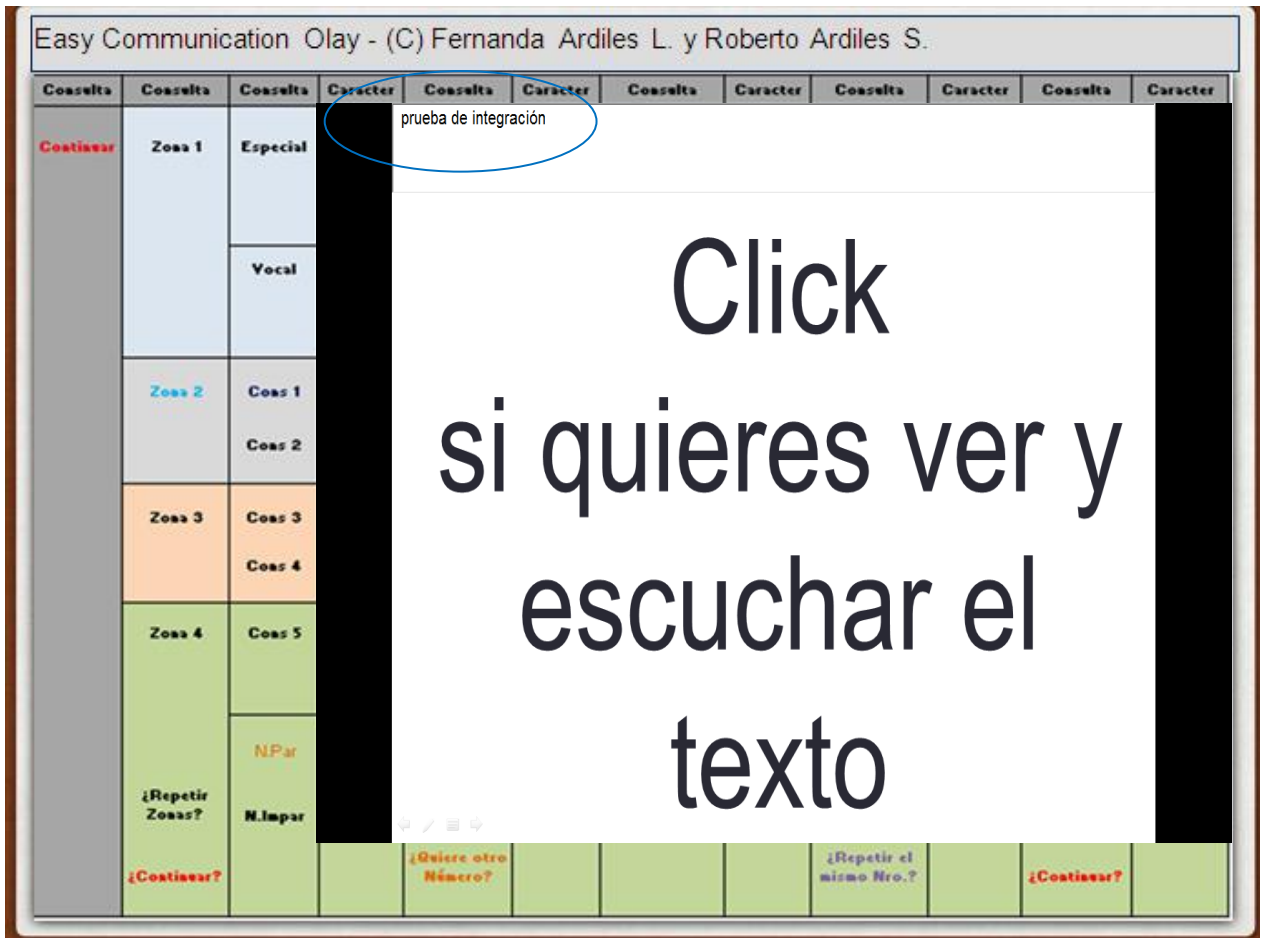 Easy Communication Olay - (C) Fernanda Ardiles L. y Roberto Ardiles S.
Consulta Consulta Consulta Caracter Consulta Caracter Consulta Caracter Consulta Caracter Consulta Caracter
prueba de integración
Continuar Zona 1 Especial
Vocal
Click
si quieres ver y
escuchar el
texto
Zona 2 Cons 1
Cons 2
Zona 3 Cons 3
Cons 4
Zona 4 Cons 5
N.Par
¿Repetir
Zonas? N.Impar
¿Quiere otro ¿Repetir el
¿Continuar? Número? mismo Nro.? ¿Continuar?